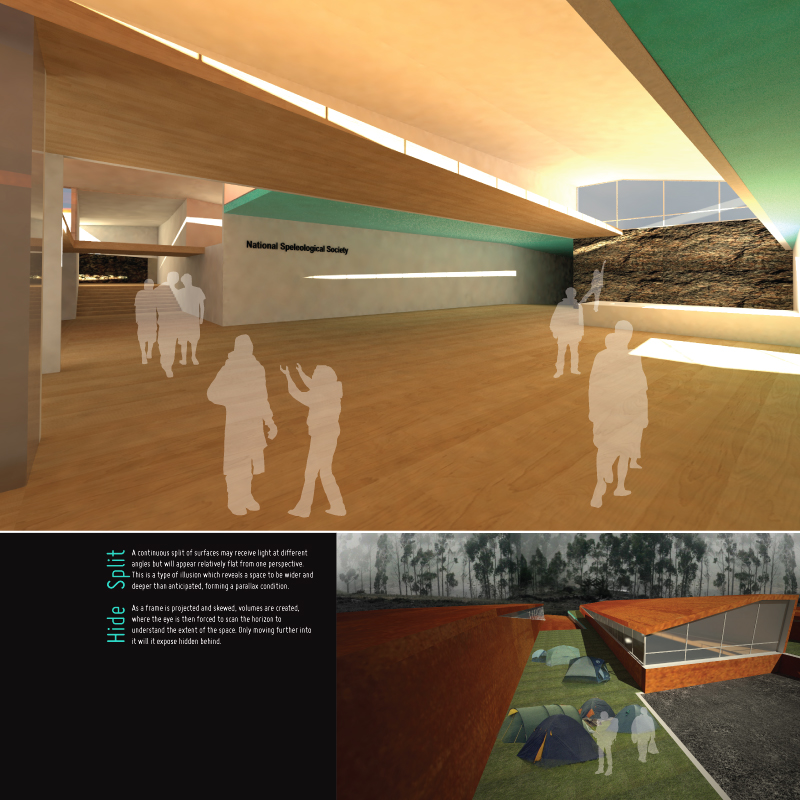 National Speleological Society
Split
A continuous split of surfaces may receive light at different
angles but will appear relatively flat from one perspective.
This is a type of illusion which reveals a space to be wider and
deeper than anticipated, forming a parallax condition.
Hide
As a frame is projected and skewed, volumes are created,
where the eye is then forced to scan the horizon to
understand the extent of the space. Only moving further into
it will it expose hidden behind.